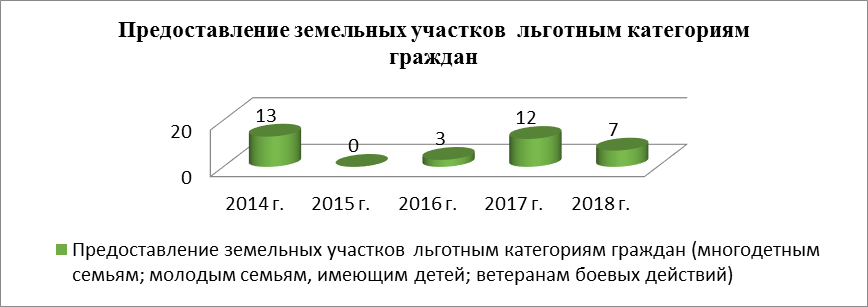 Предоставление земельных участков льготным категориям
граждан
13
0
3
12
7
20
0
2014 г. 2015 г. 2016 г. 2017 г. 2018 г.
Предоставление земельных участков льготным категориям граждан (многодетным
семьям; молодым семьям, имеющим детей; ветеранам боевых действий)